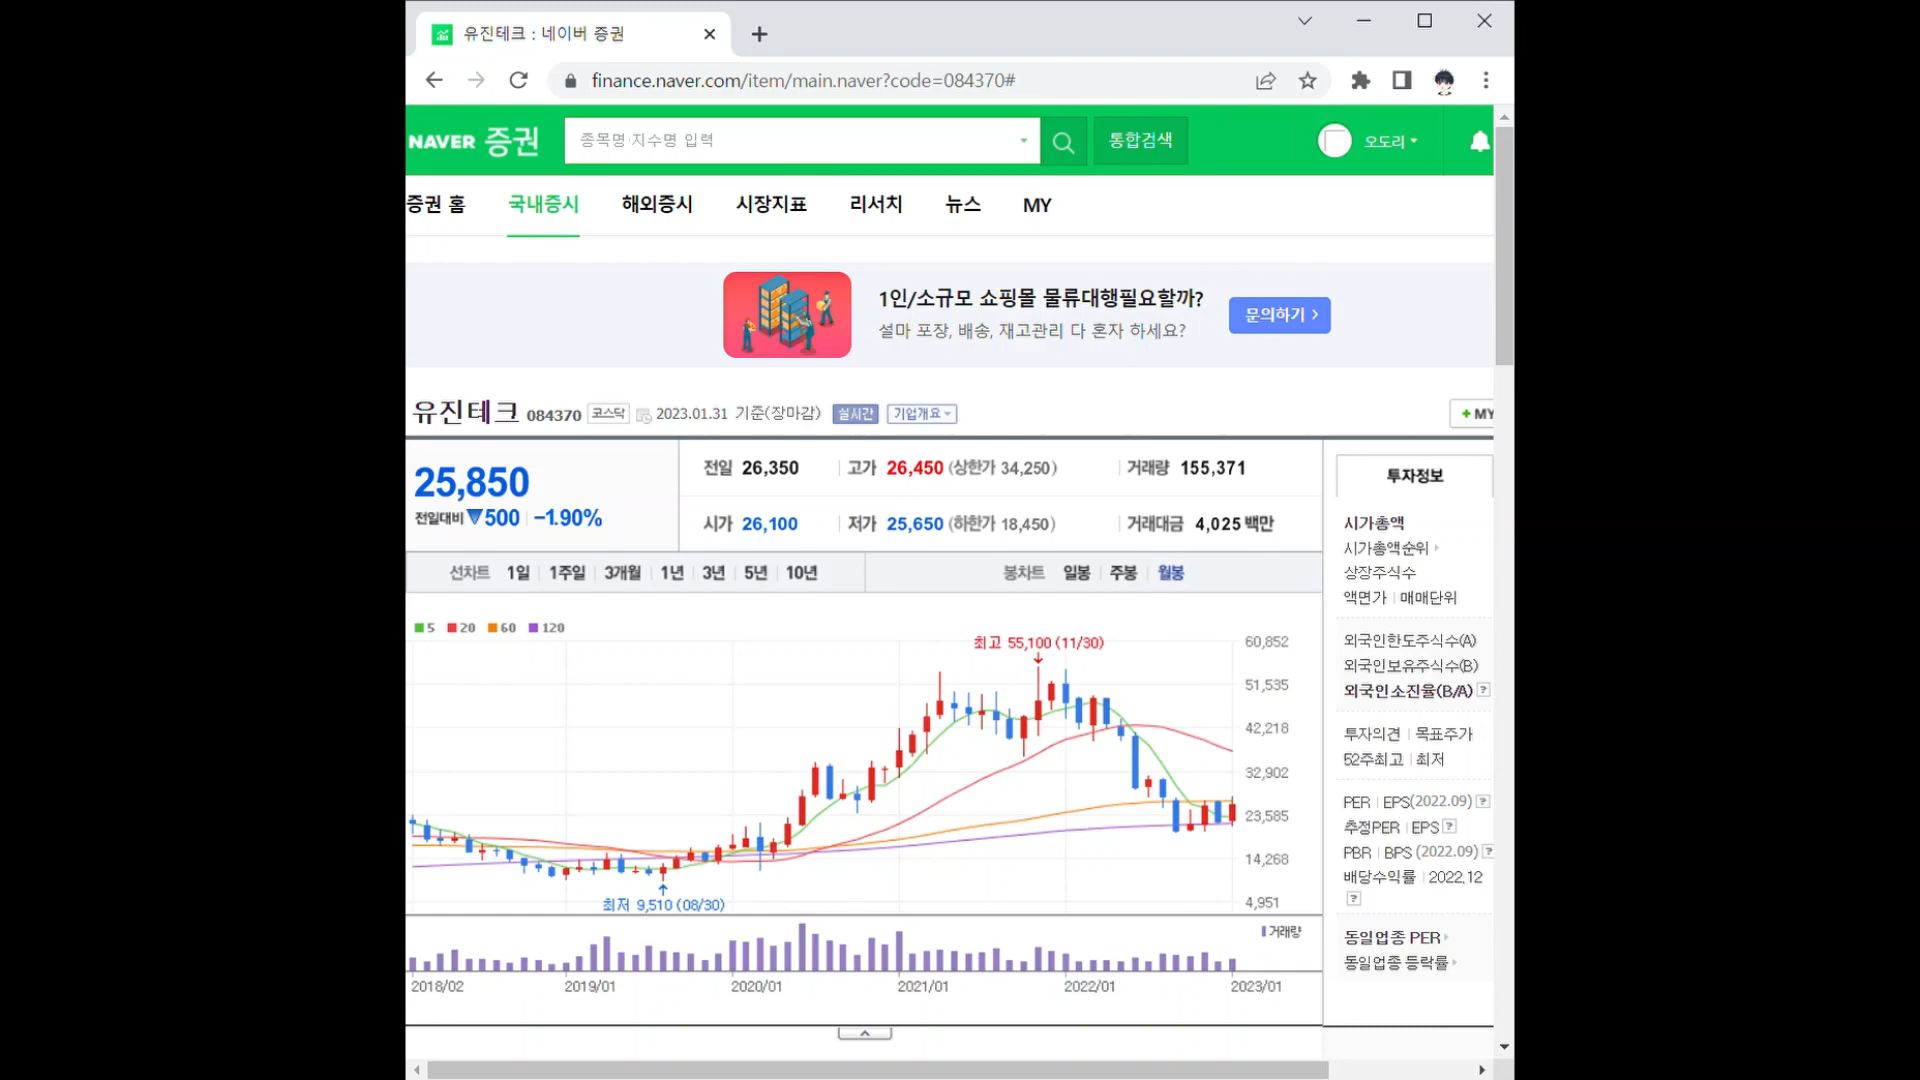 유진테크 : 네이버 증권
finance.naver.com/item/main.naver?code=084370#
NAVER 증권
종목명·지수명 입력
통합검색
오도리
증권 홈 국내증시 해외증시 시장지표 리서치 뉴스 MY
1인/소규모 쇼핑몰 물류대행필요할까?
설마 포장, 배송, 재고관리 다 혼자 하세요?
문의하기 >
유진테크 084370 코스닥 2023.01.31 기준(장마감) 실시간 기업개요
+ MY
25,850
전일대비 ▼500 -1.90%
전일 26,350 고가 26,450 (상한가 34,250) 거래량 155,371
시가 26,100 저가 25,650 (하한가 18,450) 거래대금 4,025 백만
선차트 1일 1주일 3개월 1년 3년 5년 10년 봉차트 일봉 주봉 월봉
5 20 60 120
최고 55,100 (11/30)
60,852
51,535
42,218
32,902
23,585
14,268
4,951
최저 9,510 (08/30)
거래량
2018/02 2019/01 2020/01 2021/01 2022/01 2023/01
투자정보
시가총액
시가총액순위
상장주식수
액면가 | 매매단위
외국인한도주식수(A)
외국인보유주식수(B)
외국인소진율(B/A) ?
투자의견 | 목표주가
52주최고 | 최저
PER | EPS(2022.09) ?
추정PER | EPS ?
PBR | BPS (2022.09) ?
배당수익률 | 2022.12
?
동일업종 PER
동일업종 등락률